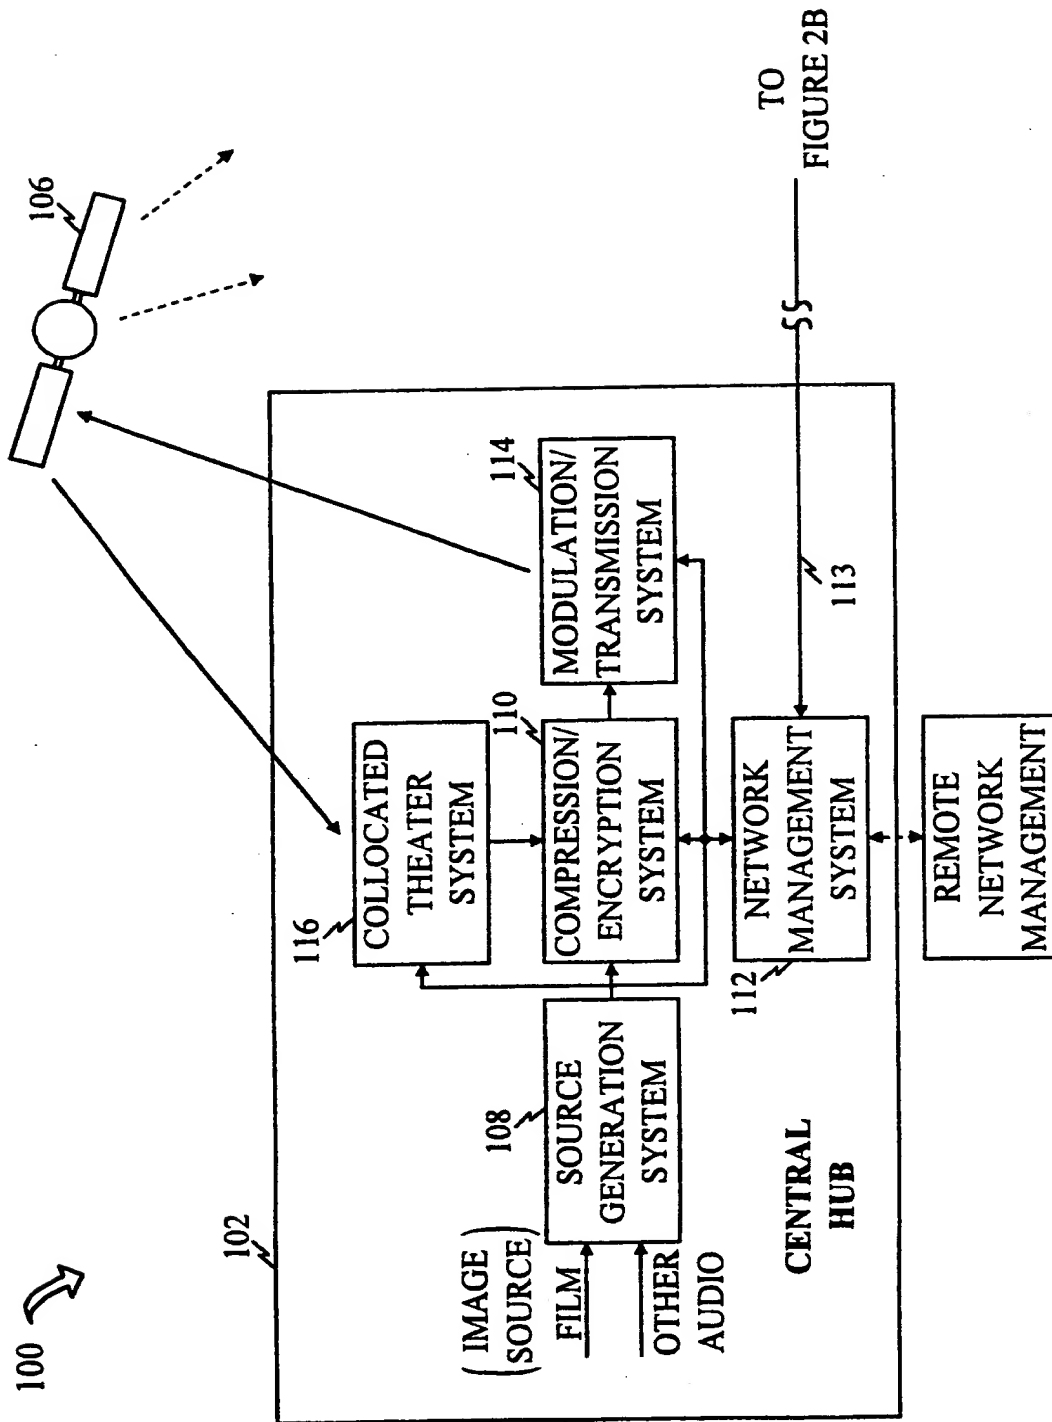 100
102
106
(IMAGE
SOURCE)
FILM
OTHER
AUDIO
108
SOURCE
GENERATION
SYSTEM
116
COLLOCATED
THEATER
SYSTEM
110
COMPRESSION/
ENCRYPTION
SYSTEM
114
MODULATION/
TRANSMISSION
SYSTEM
112
NETWORK
MANAGEMENT
SYSTEM
113
TO
FIGURE 2B
CENTRAL
HUB
REMOTE
NETWORK
MANAGEMENT